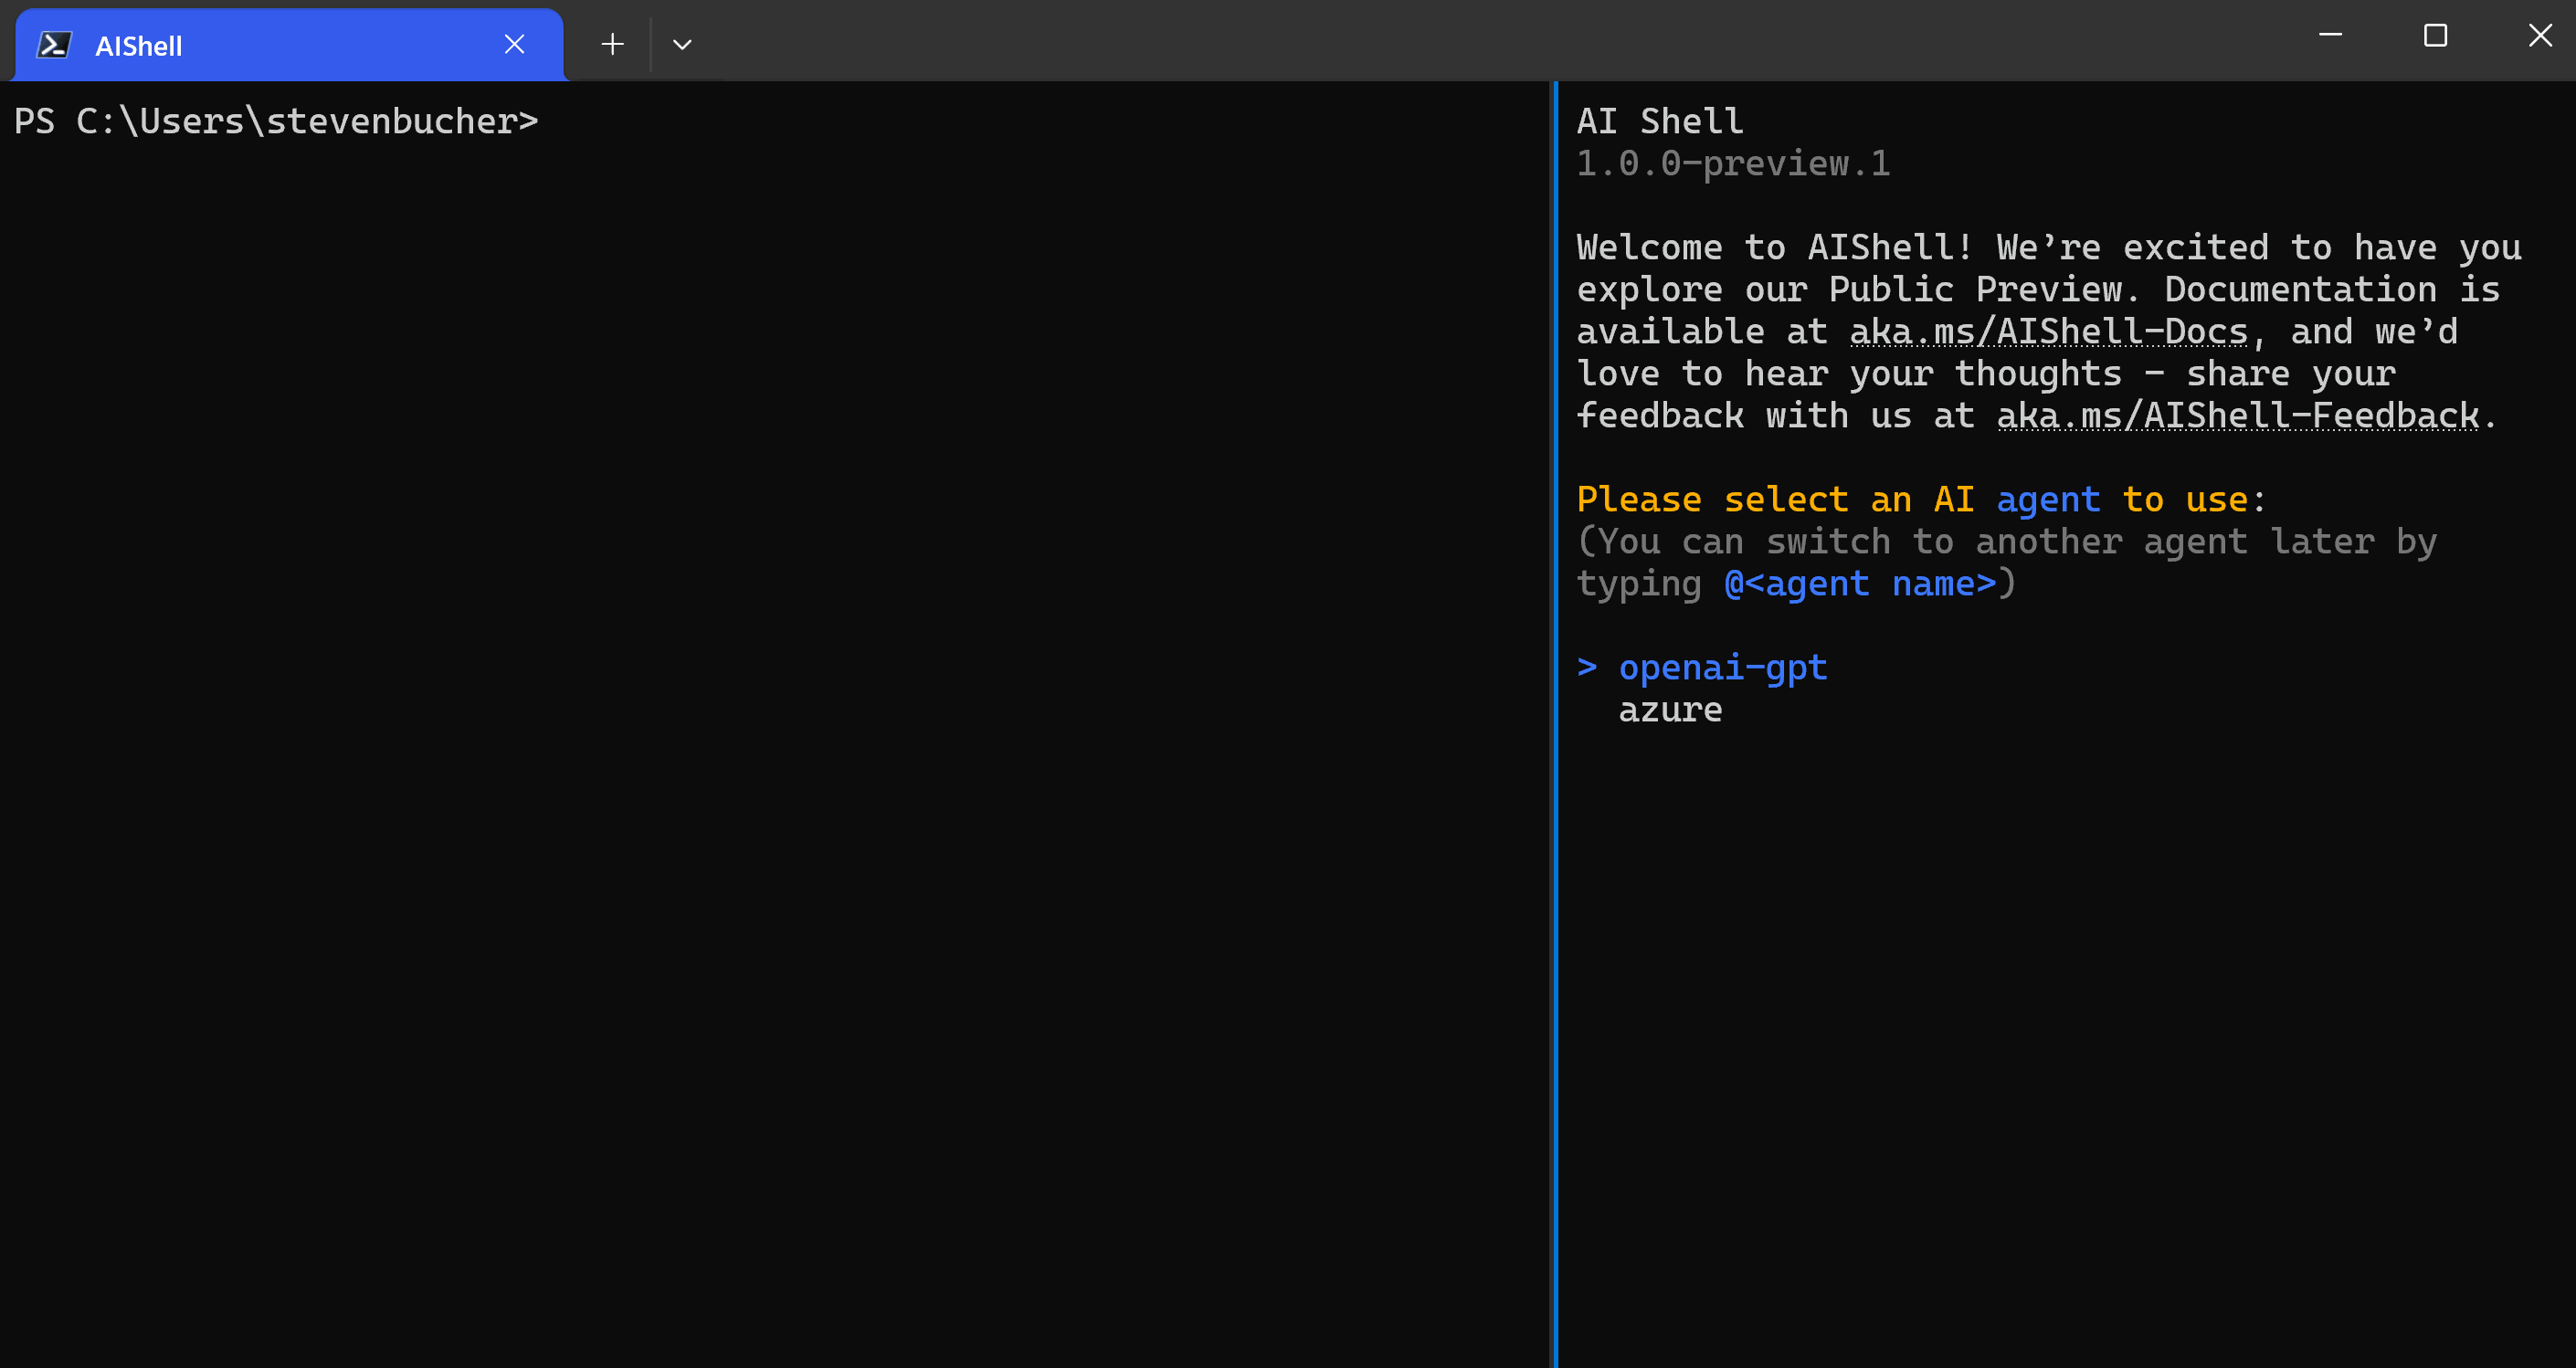 AIShell
PS C:\Users\stevenbucher>
AI Shell
1.0.0-preview.1
Welcome to AIShell! We’re excited to have you
explore our Public Preview. Documentation is
available at aka.ms/AIShell-Docs, and we’d
love to hear your thoughts - share your
feedback with us at aka.ms/AIShell-Feedback.
Please select an AI agent to use:
(You can switch to another agent later by
typing @<agent name>)
> openai-gpt
azure